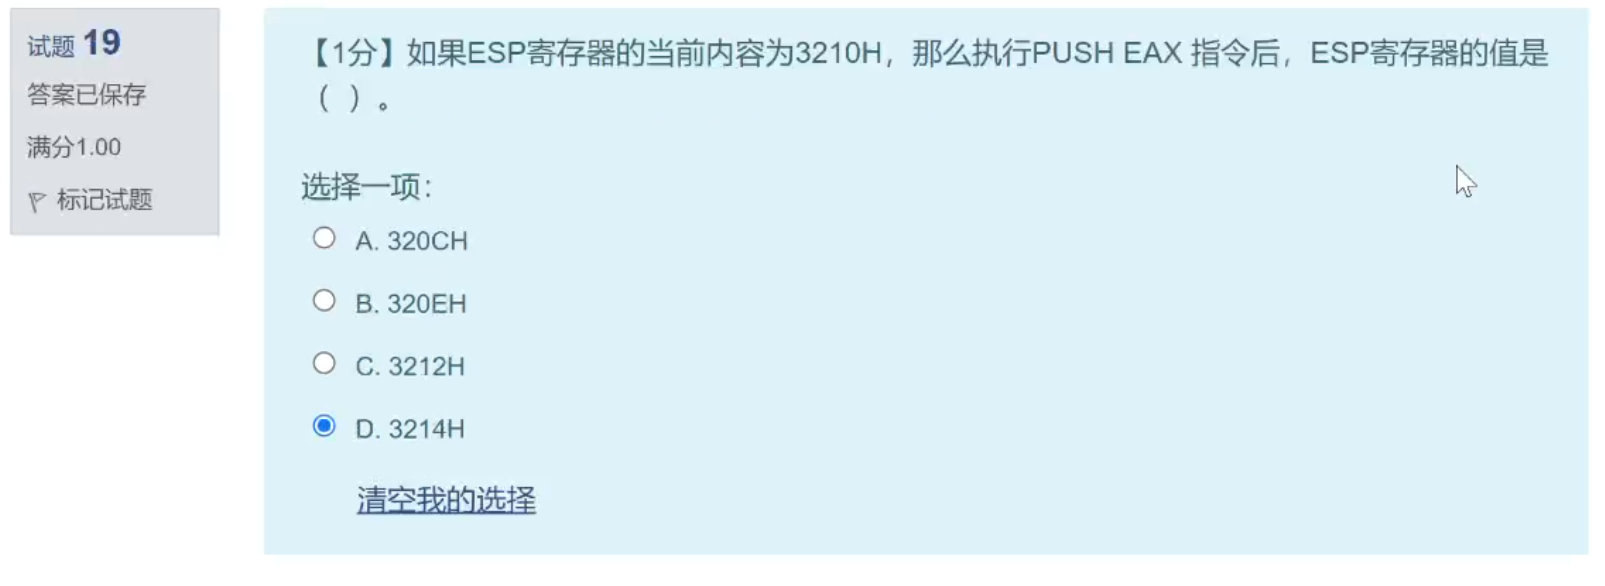 试题 19
答案已保存
满分1.00
标记试题
【1分】如果ESP寄存器的当前内容为3210H，那么执行PUSH EAX 指令后，ESP寄存器的值是
（ ）。
选择一项：
A. 320CH
B. 320EH
C. 3212H
D. 3214H
清空我的选择